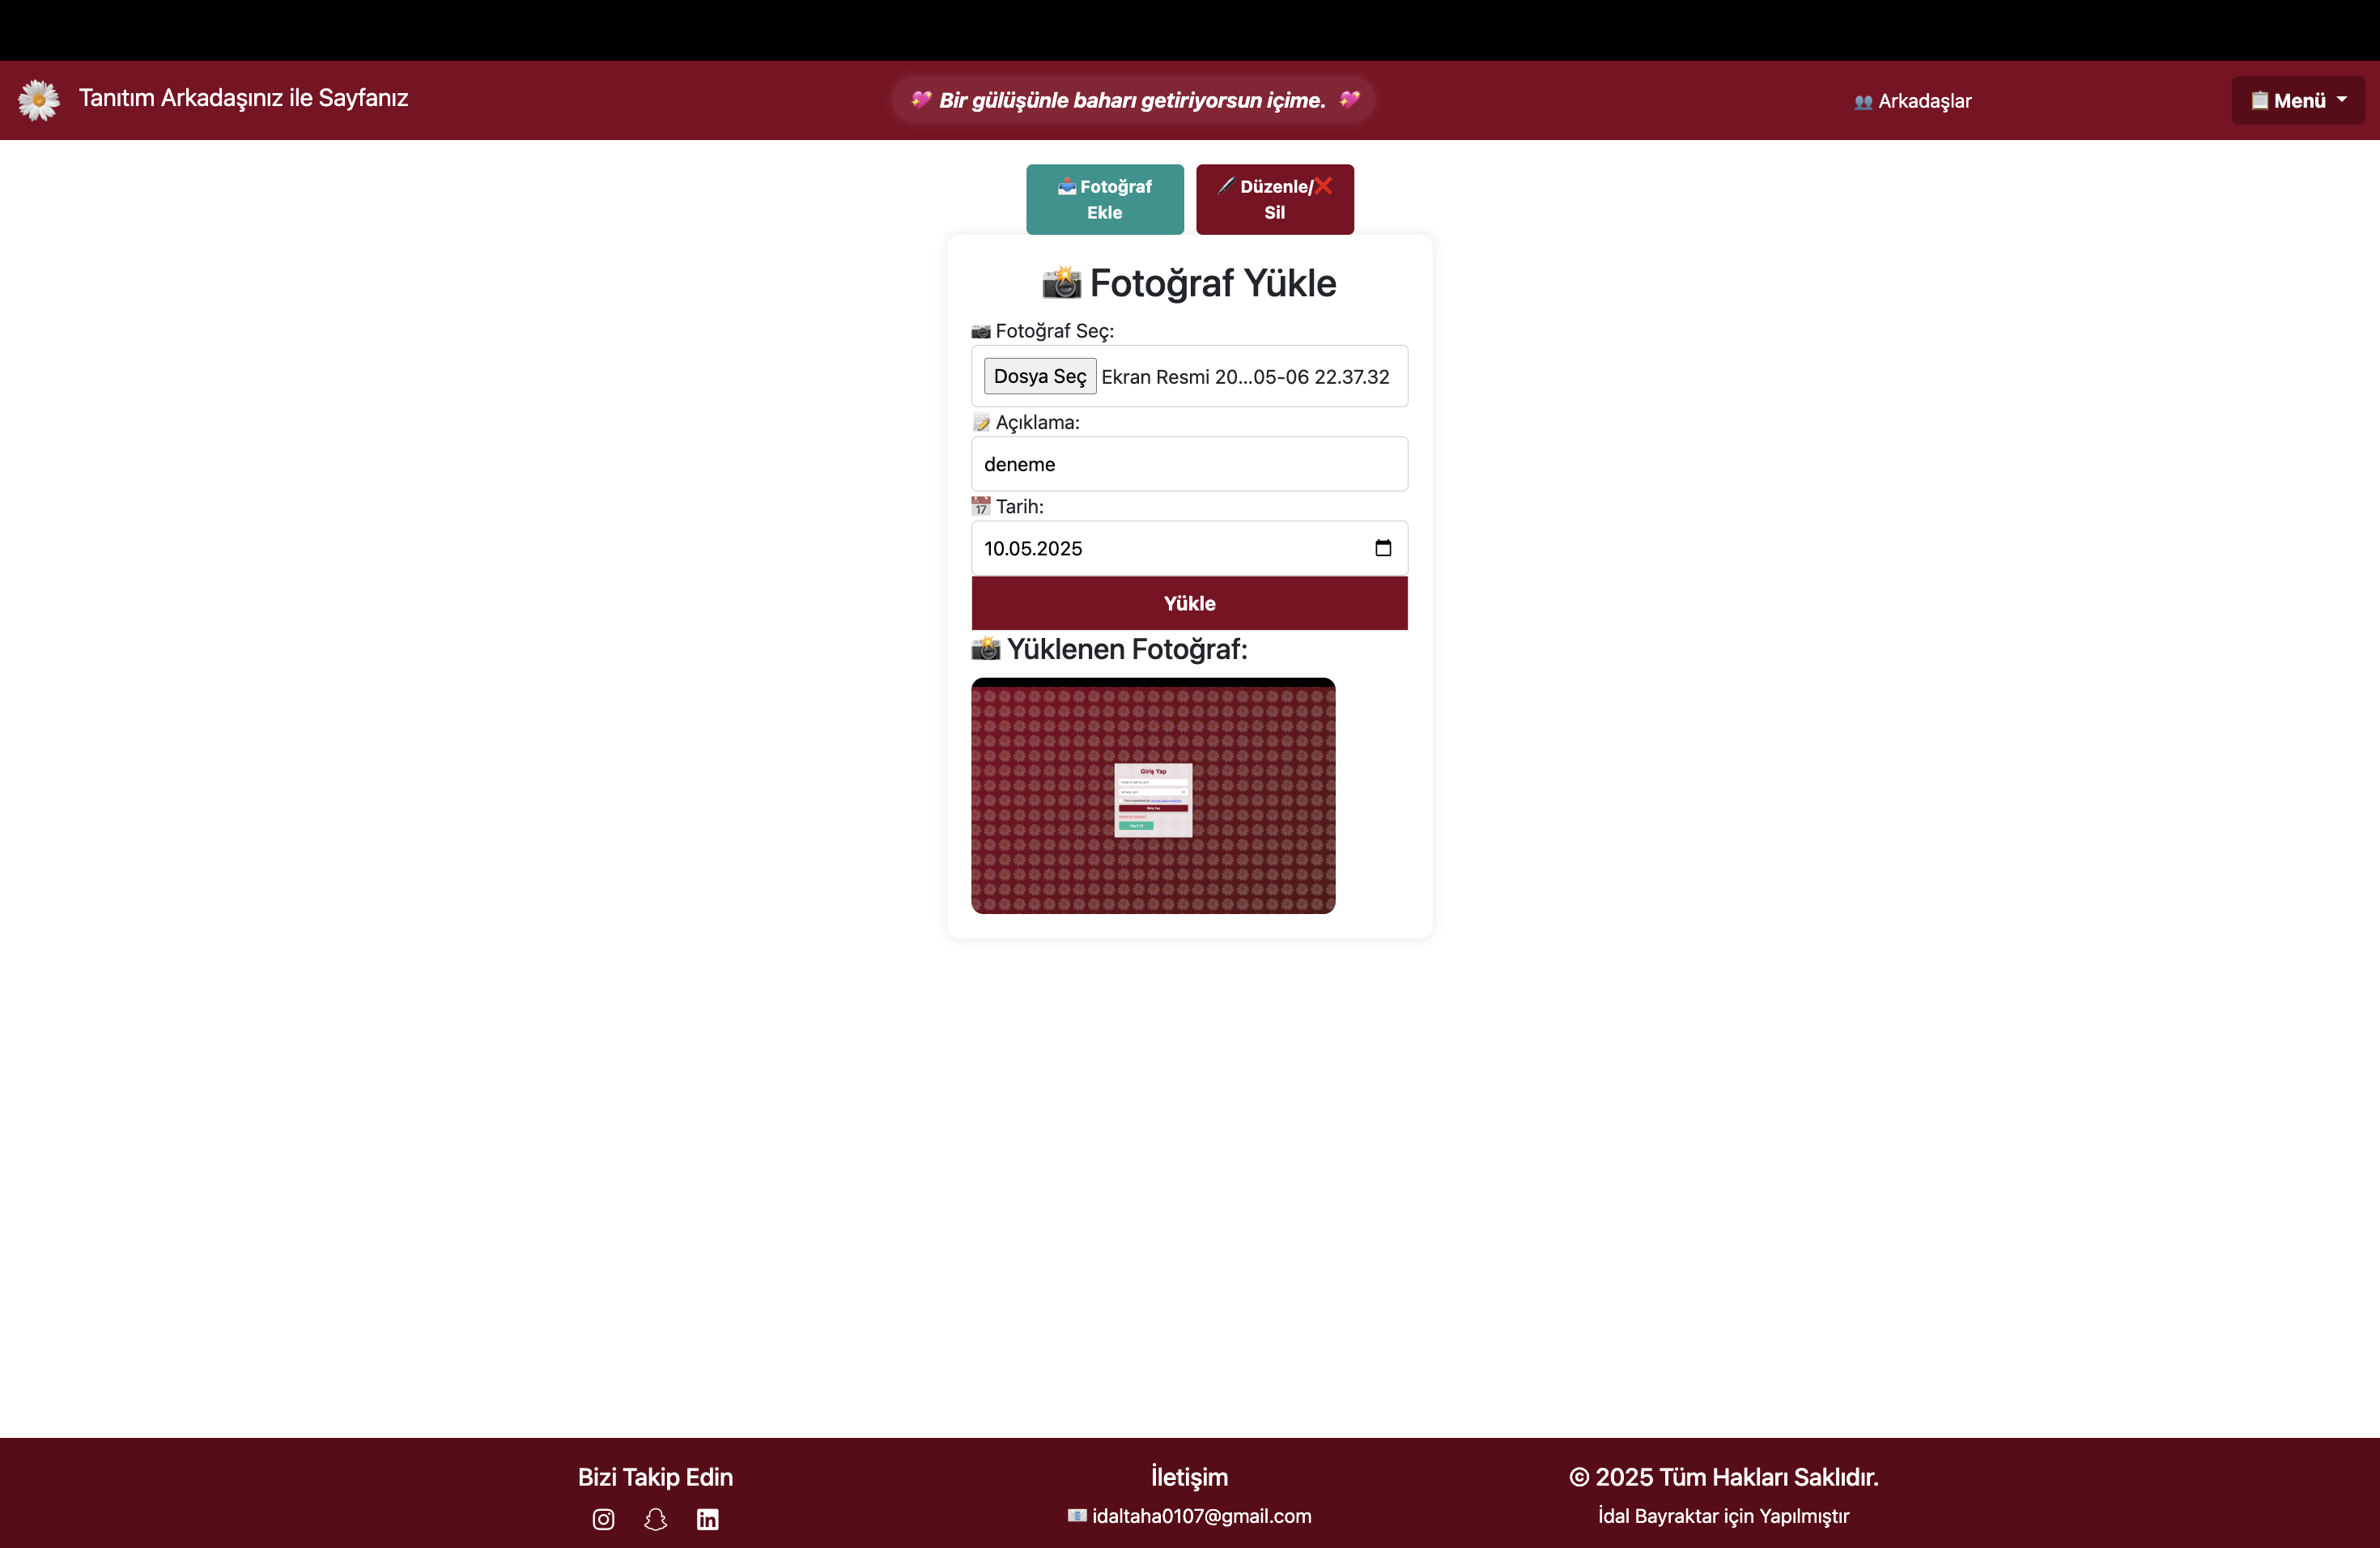 Tanıtım Arkadaşınız ile Sayfanız
💖 Bir gülüşünle baharı getiriyorsun içime. 💖
👥 Arkadaşlar
📋 Menü
📤 Fotoğraf
Ekle
🖋️ Düzenle/❌
Sil
📸 Fotoğraf Yükle
📷 Fotoğraf Seç:
Dosya Seç Ekran Resmi 20...05-06 22.37.32
📝 Açıklama:
deneme
📅 Tarih:
10.05.2025
Yükle
📸 Yüklenen Fotoğraf:
Giriş Yap
Giriş Yap
Bizi Takip Edin
İletişim
📧 idaltaha0107@gmail.com
© 2025 Tüm Hakları Saklıdır.
İdal Bayraktar için Yapılmıştır